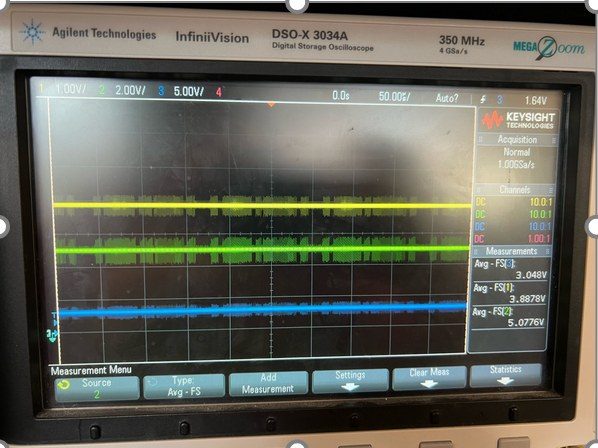 Agilent Technologies InfiniiVision DSO-X 3034A 350 MHz MEGA Zoom
Digital Storage Oscilloscope 4 GSa/s
1 1.00V/ 2 2.00V/ 3 5.00V/ 4 0.0s 50.00 Auto? 3 1.64V
KEYSIGHT
TECHNOLOGIES
Acquisition
Normal
1.00GSa/s
Channels
DC 10.0:1
DC 10.0:1
DC 10.0:1
DC 1.00:1
Measurements
Avg - FS(3):
3.048V
Avg - FS(1):
3.8878V
Avg - FS(2):
5.0776V
Measurement Menu
Source
2
Type:
Avg - FS
Add
Measurement
Settings
Clear Meas
Statistics